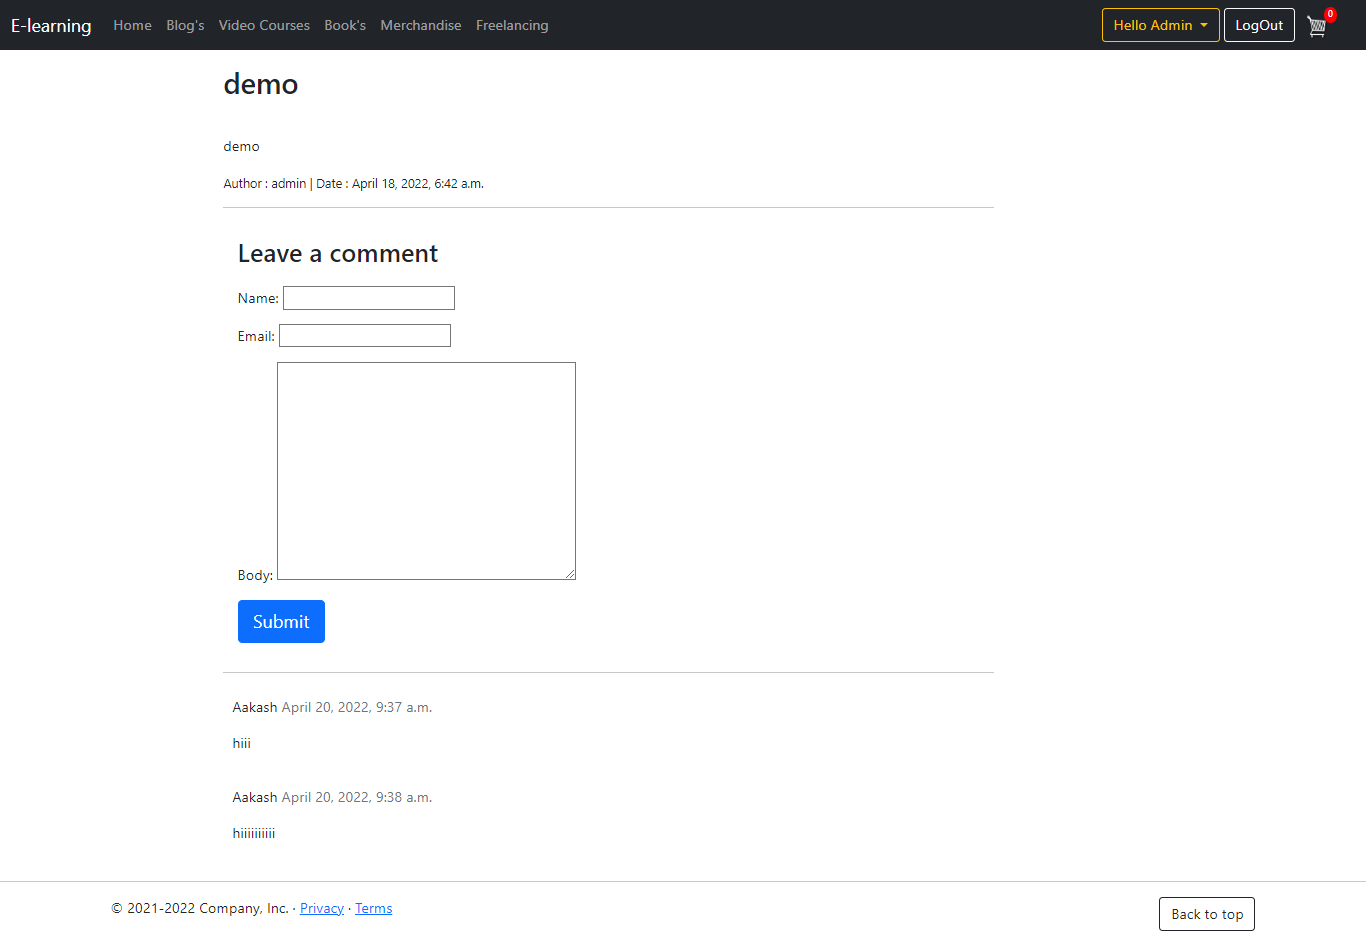 E-learning Home Blog's Video Courses Book's Merchandise Freelancing Hello Admin LogOut 0
demo
demo
Author : admin | Date : April 18, 2022, 6:42 a.m.
Leave a comment
Name:
Email:
Body:
Submit
Aakash April 20, 2022, 9:37 a.m.
hiii
Aakash April 20, 2022, 9:38 a.m.
hiiiiiiiiii
© 2021-2022 Company, Inc. · Privacy · Terms
Back to top